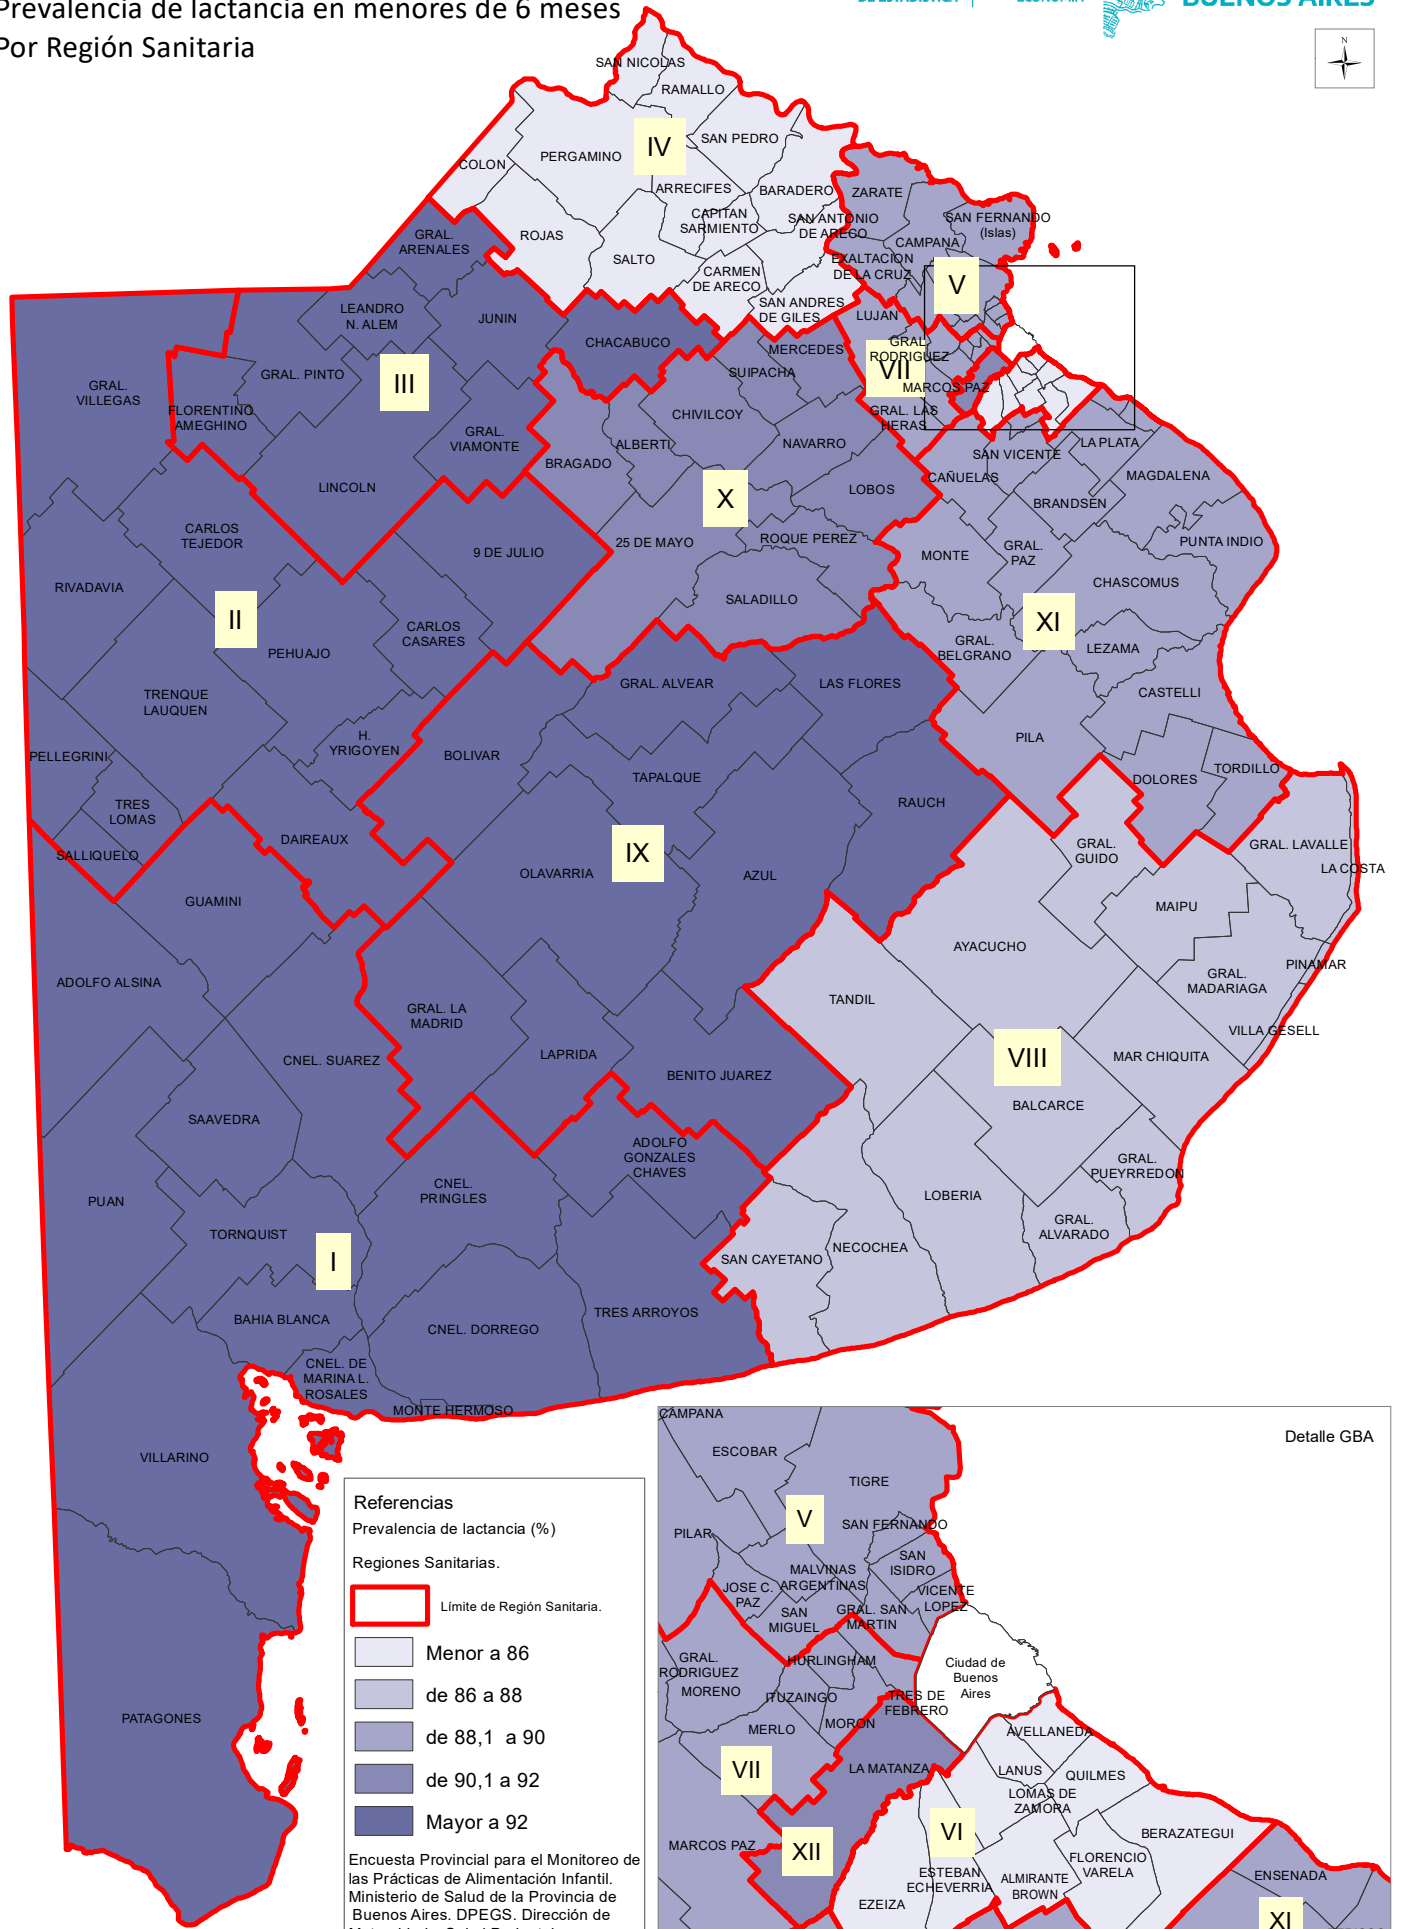 Prevalencia de lactancia en menores de 6 meses
Por Región Sanitaria
DE ESTADÍSTICA
ECONOMÍA
BUENOS AIRES
N
SAN NICOLAS
RAMALLO
IV
SAN PEDRO
COLON
PERGAMINO
ARRECIFES
BARADERO
ZARATE
CAPITAN
SARMIENTO
SAN ANTONIO
DE ARECO
SAN FERNANDO
(Islas)
GRAL.
ARENALES
ROJAS
SALTO
CAMPANA
EXALTACION
DE LA CRUZ
CARMEN
DE ARECO
V
LEANDRO
N. ALEM
JUNIN
SAN ANDRES
DE GILES
LUJAN
CHACABUCO
MERCEDES
GRAL.
RODRIGUEZ
GRAL.
VILLEGAS
GRAL. PINTO
III
SUIPACHA
VII
MARCOS PAZ
FLORENTINO
AMEGHINO
CHIVILCOY
GRAL. LAS
HERAS
GRAL.
VIAMONTE
ALBERTI
NAVARRO
LA PLATA
SAN VICENTE
BRAGADO
LINCOLN
X
LOBOS
CAÑUELAS
MAGDALENA
BRANDSEN
CARLOS
TEJEDOR
9 DE JULIO
25 DE MAYO
ROQUE PEREZ
MONTE
GRAL.
PAZ
PUNTA INDIO
RIVADAVIA
CHASCOMUS
SALADILLO
II
CARLOS
CASARES
XI
PEHUAJO
GRAL.
BELGRANO
LEZAMA
TRENQUE
LAUQUEN
GRAL. ALVEAR
LAS FLORES
CASTELLI
H.
YRIGOYEN
PILA
PELLEGRINI
BOLIVAR
TAPALQUE
DOLORES
TORDILLO
TRES
LOMAS
RAUCH
SALLIQUELO
DAIREAUX
IX
GRAL.
GUIDO
GRAL. LAVALLE
LA COSTA
OLAVARRIA
AZUL
GUAMINI
MAIPU
AYACUCHO
PINAMAR
ADOLFO ALSINA
GRAL.
MADARIAGA
TANDIL
GRAL. LA
MADRID
VILLA GESELL
CNEL. SUAREZ
LAPRIDA
VIII
MAR CHIQUITA
BENITO JUAREZ
BALCARCE
SAAVEDRA
ADOLFO
GONZALES
CHAVES
GRAL.
PUEYRREDON
CNEL.
PRINGLES
PUAN
LOBERIA
GRAL.
ALVARADO
TORNQUIST
I
NECOCHEA
SAN CAYETANO
BAHIA BLANCA
TRES ARROYOS
CNEL. DORREGO
CNEL. DE
MARINA L.
ROSALES
MONTE HERMOSO
VILLARINO
PATAGONES
Referencias
Prevalencia de lactancia (%)
Regiones Sanitarias.
Límite de Región Sanitaria.
Menor a 86
de 86 a 88
de 88,1 a 90
de 90,1 a 92
Mayor a 92
Encuesta Provincial para el Monitoreo de
las Prácticas de Alimentación Infantil.
Ministerio de Salud de la Provincia de
Buenos Aires. DPEGS. Dirección de
Detalle GBA
CAMPANA
ESCOBAR
TIGRE
V
PILAR
SAN FERNANDO
SAN
ISIDRO
MALVINAS
ARGENTINAS
JOSE C.
PAZ
VICENTE
LOPEZ
SAN
MIGUEL
GRAL. SAN
MARTIN
GRAL.
RODRIGUEZ
HURLINGHAM
Ciudad de
Buenos
Aires
MORENO
ITUZAINGO
TRES DE
FEBRERO
MERLO
MORON
AVELLANEDA
VII
LA MATANZA
LANUS
QUILMES
LOMAS DE
ZAMORA
VI
BERAZATEGUI
MARCOS PAZ
XII
FLORENCIO
VARELA
ESTEBAN
ECHEVERRIA
ALMIRANTE
BROWN
ENSENADA
EZEIZA
XI